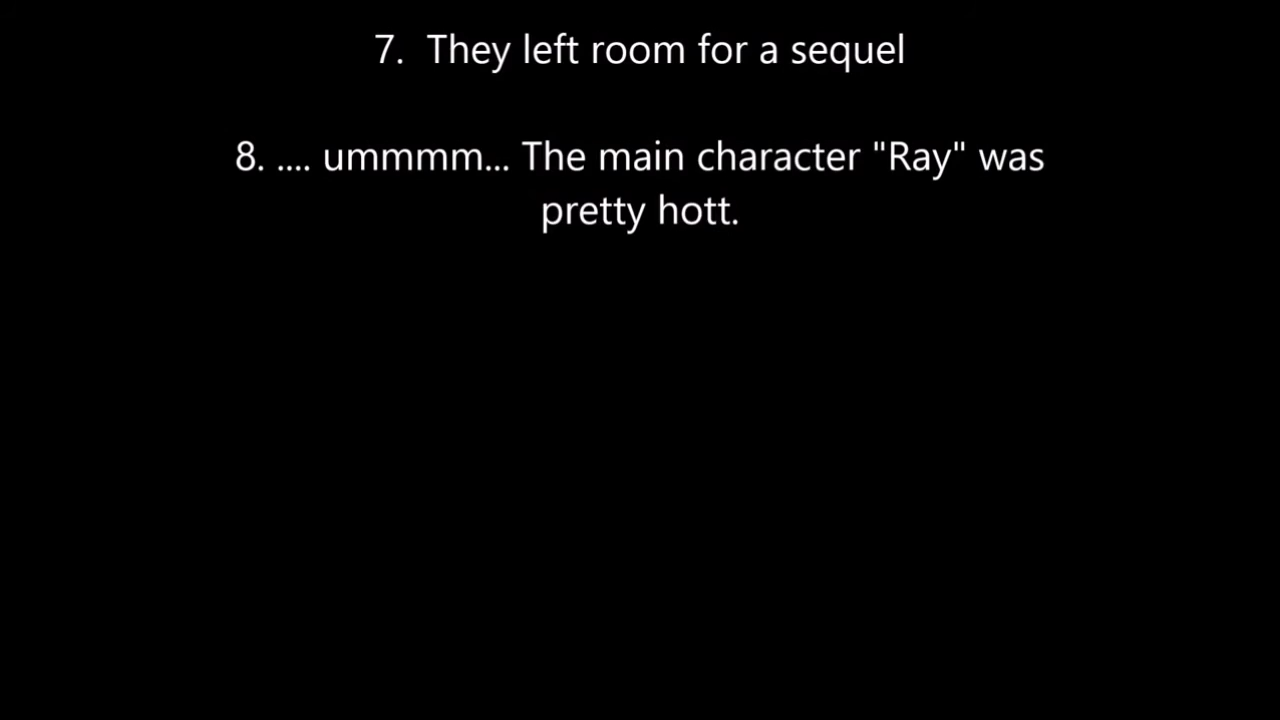 7.  They left room for a sequel
8. .... ummmm... The main character "Ray" was
pretty hott.